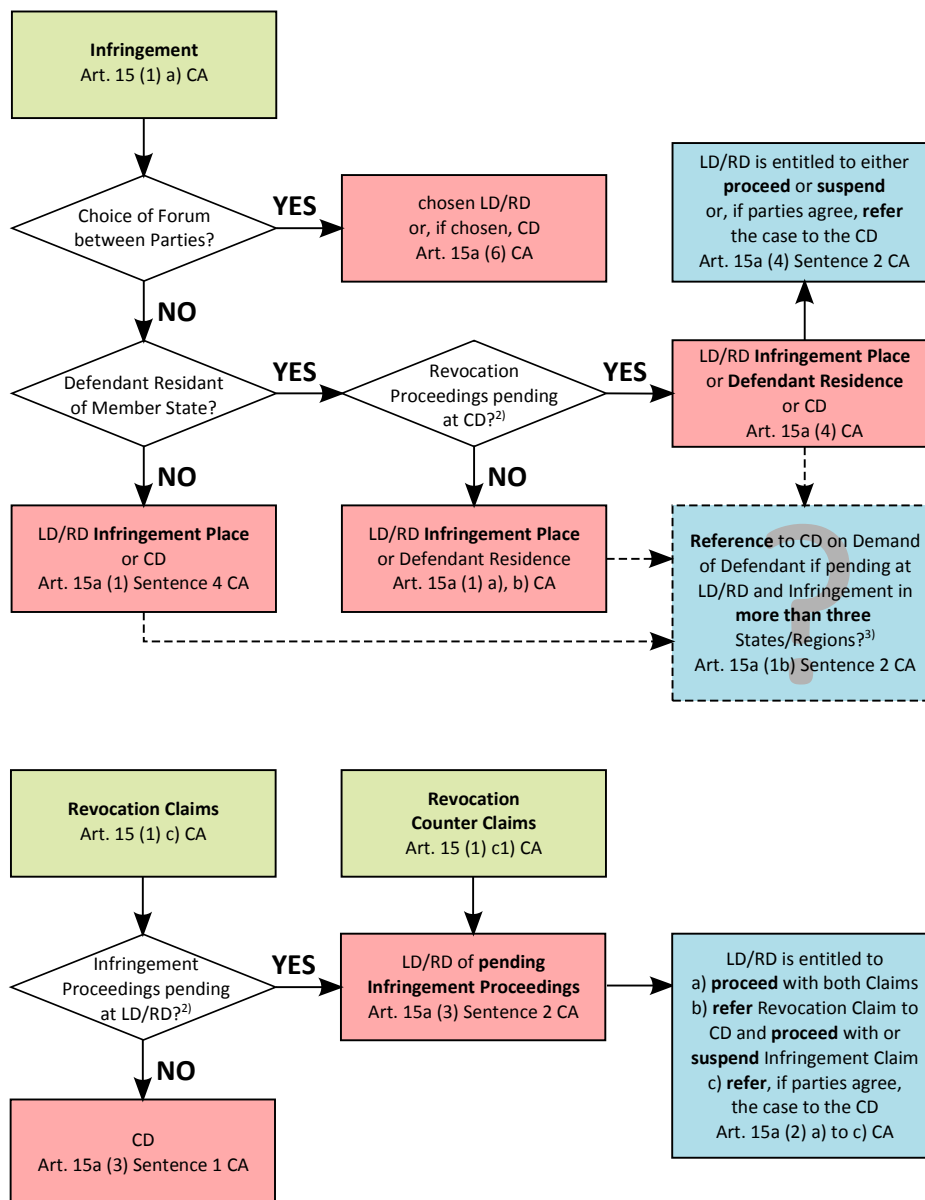 Infringement
Art. 15 (1) a) CA
Choice of Forum
between Parties?
YES
chosen LD/RD
or, if chosen, CD
Art. 15a (6) CA
LD/RD is entitled to either
proceed or suspend
or, if parties agree, refer
the case to the CD
Art. 15a (4) Sentence 2 CA
NO
Defendant Residant
of Member State?
YES
Revocation
Proceedings pending
at CD?2)
YES
LD/RD Infringement Place
or Defendant Residence
or CD
Art. 15a (4) CA
NO
NO
LD/RD Infringement Place
or CD
Art. 15a (1) Sentence 4 CA
LD/RD Infringement Place
or Defendant Residence
Art. 15a (1) a), b) CA
?
Reference to CD on Demand
of Defendant if pending at
LD/RD and Infringement in
more than three
States/Regions?3)
Art. 15a (1b) Sentence 2 CA
Revocation Claims
Art. 15 (1) c) CA
Revocation
Counter Claims
Art. 15 (1) c1) CA
Infringement
Proceedings pending
at LD/RD?2)
YES
LD/RD of pending
Infringement Proceedings
Art. 15a (3) Sentence 2 CA
LD/RD is entitled to
a) proceed with both Claims
b) refer Revocation Claim to
CD and proceed with or
suspend Infringement Claim
c) refer, if parties agree,
the case to the CD
Art. 15a (2) a) to c) CA
NO
CD
Art. 15a (3) Sentence 1 CA